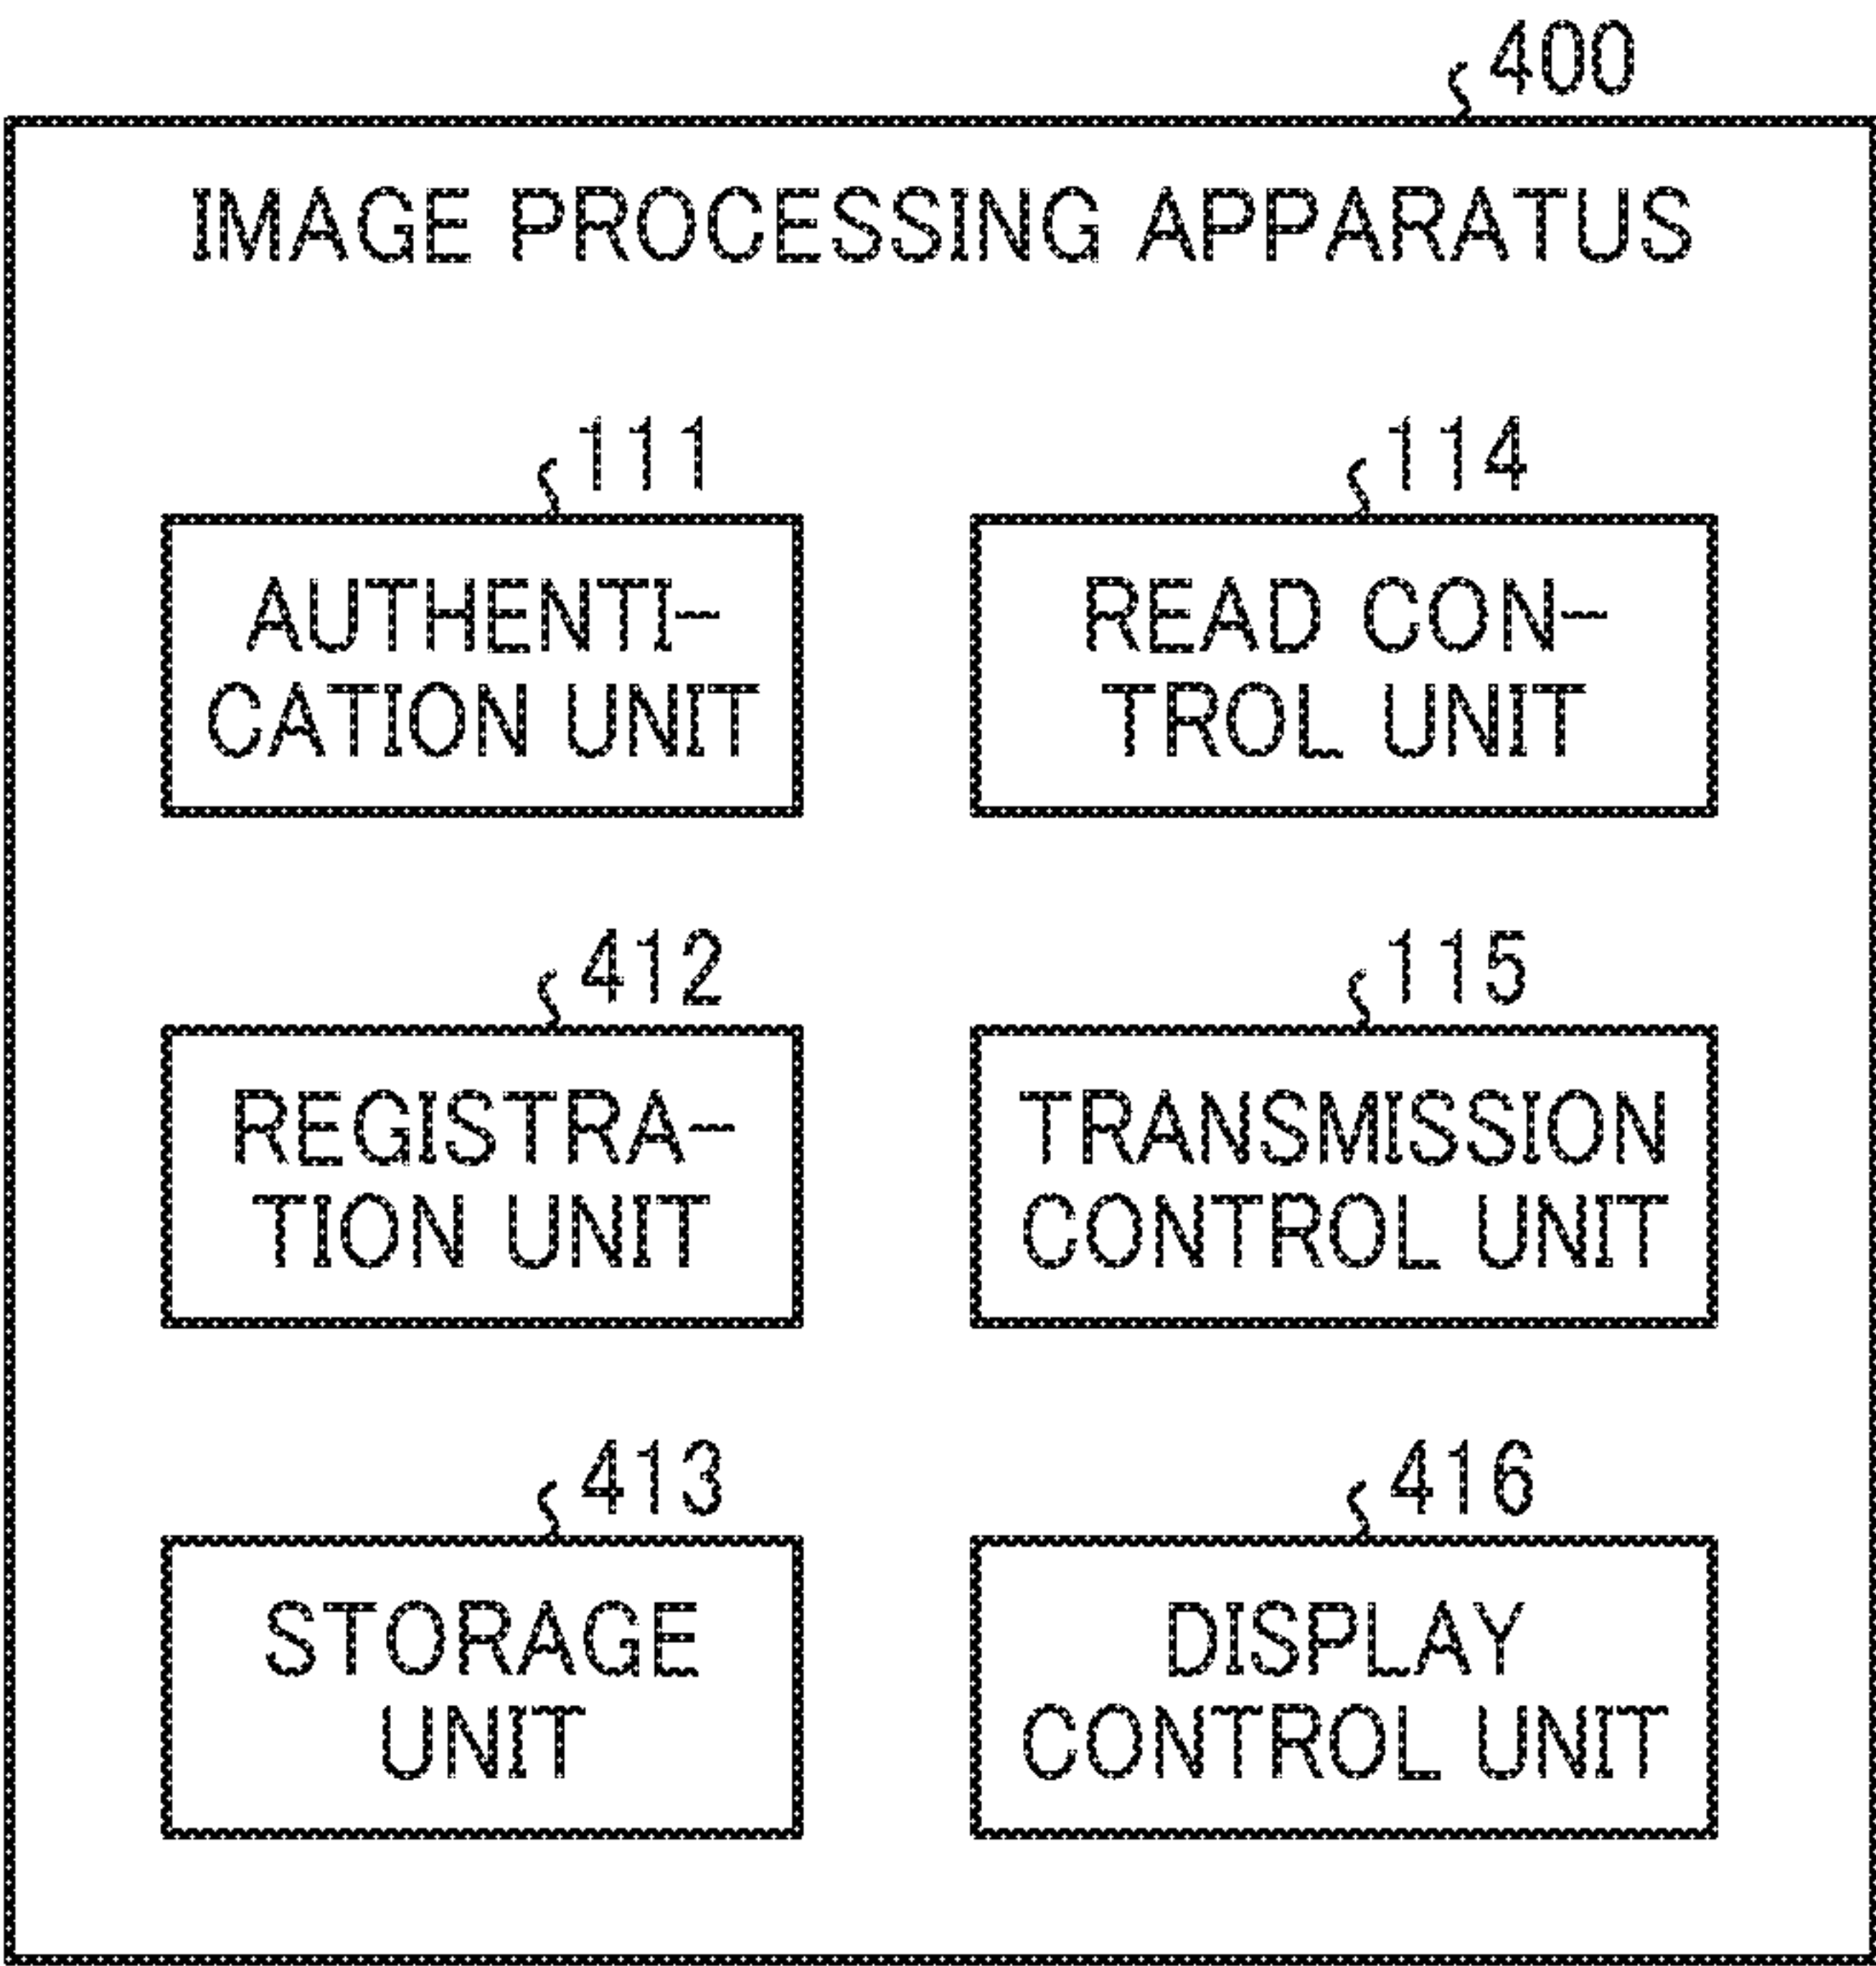 400
IMAGE PROCESSING APPARATUS
111
AUTHENTI-
CATION UNIT
114
READ CON-
TROL UNIT
412
REGISTRA-
TION UNIT
115
TRANSMISSION
CONTROL UNIT
413
STORAGE
UNIT
416
DISPLAY
CONTROL UNIT